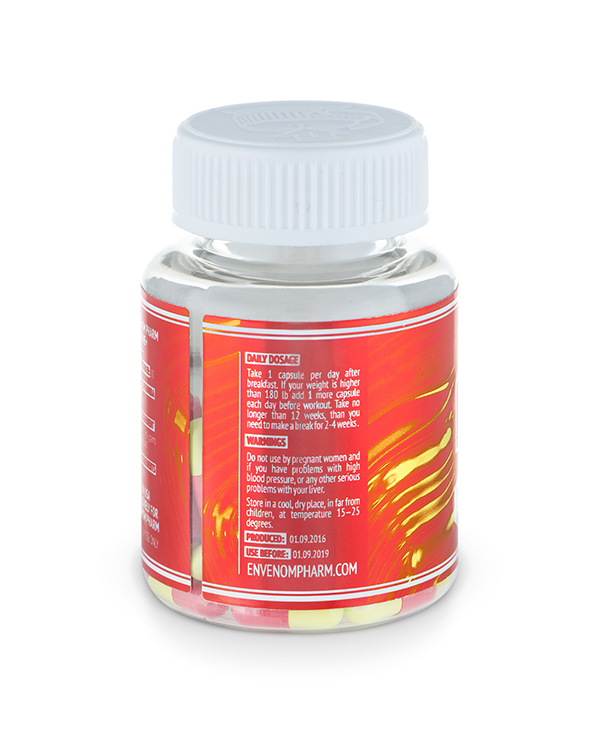 DAILY DOSAGE
Take 1 capsule per day after
breakfast. If your weight is higher
than 180 lb add 1 more capsule
each day before workout. Take no
longer than 12 weeks, than you
need to make a break for 2-4 weeks.
WARNINGS
Do not use by pregnant women and
if you have problems with high
blood pressure, or any other serious
problems with your liver.
Store in a cool, dry place, in far from
children, at temperature 15–25
degrees.
PRODUCED: 01.09.2016
USE BEFORE: 01.09.2019
ENVENOMPHARM.COM
PHARM
FOR
PHARM
ONLY